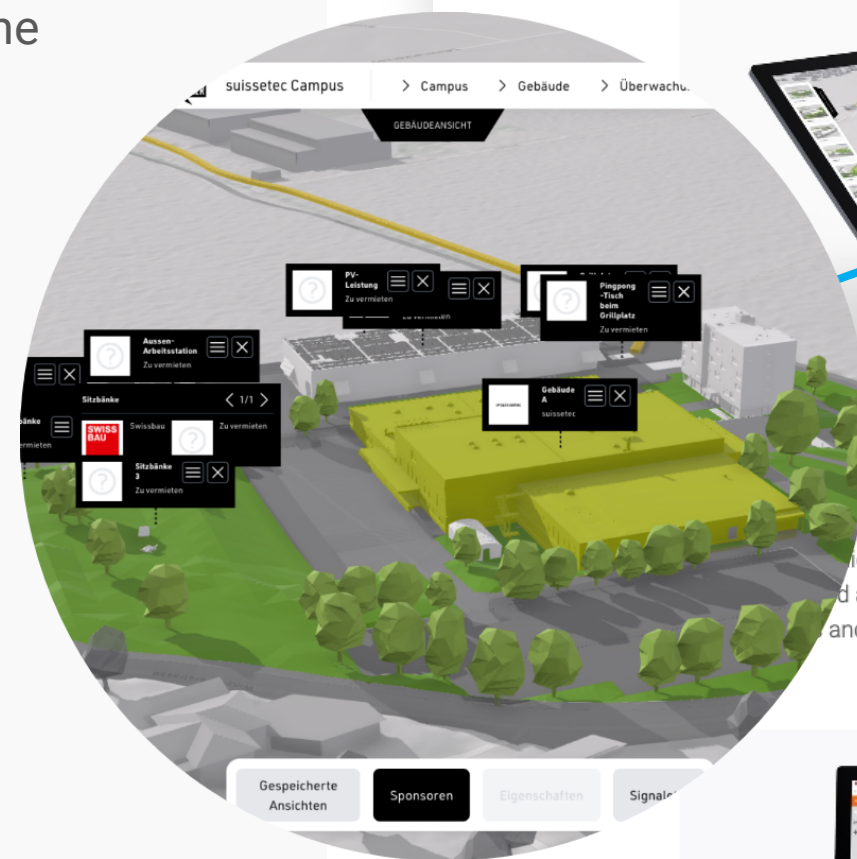 ne
suissetec Campus
> Campus
> Gebäude
> Überwachu
GEBÄUDEANSICHT
PV-
Leistung
Zu vermieten
Pingpong
-Tisch
beim
Grillplatz
Zu vermieten
Aussen-
Arbeitsstation
Zu vermieten
Sitzbänke
1/1
Gebäude
A
suissetec
SWISS
BAU
Swissbau
Zu vermieten
bänke
rmieten
Sitzbänke
3
Zu vermieten
d a
and
Gespeicherte
Ansichten
Sponsoren
Eigenschaften
Signale